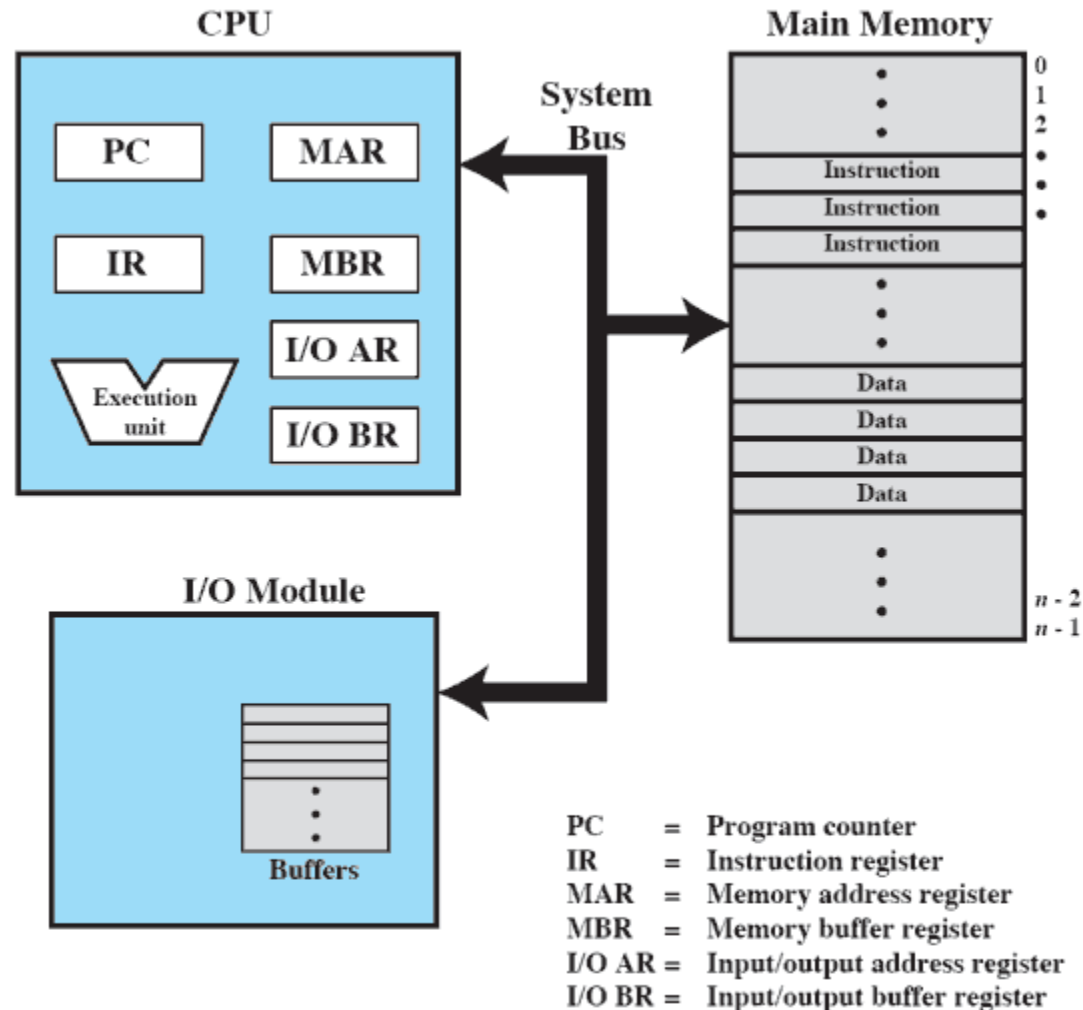 CPU
PC
MAR
IR
MBR
I/O AR
Execution
unit
I/O BR
System
Bus
Main Memory
0
1
2
Instruction
Instruction
Instruction
Data
Data
Data
Data
n - 2
n - 1
I/O Module
Buffers
PC = Program counter
IR = Instruction register
MAR = Memory address register
MBR = Memory buffer register
I/O AR = Input/output address register
I/O BR = Input/output buffer register